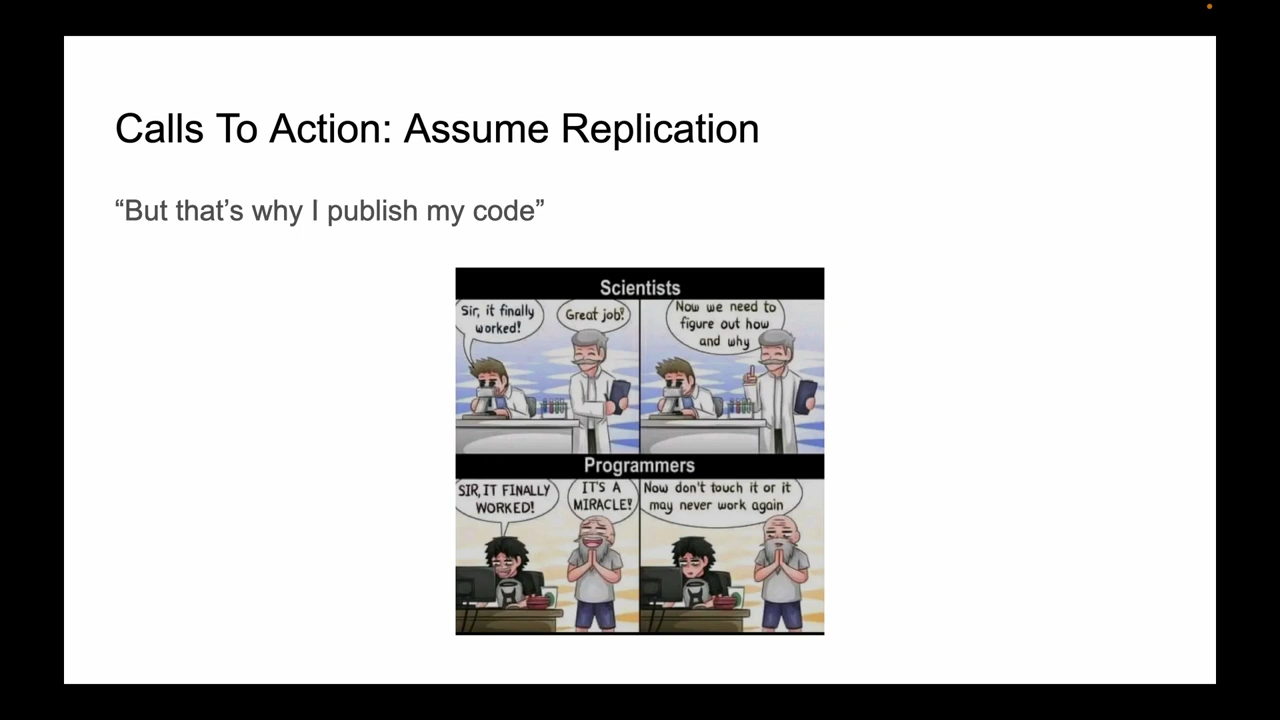 Calls To Action: Assume Replication
“But that’s why I publish my code”
Scientists
Sir, it finally
worked!
Great job!
Now we need to
figure out how
and why
Programmers
SIR, IT FINALLY
WORKED!
IT'S A
MIRACLE!
Now don't touch it or it
may never work again